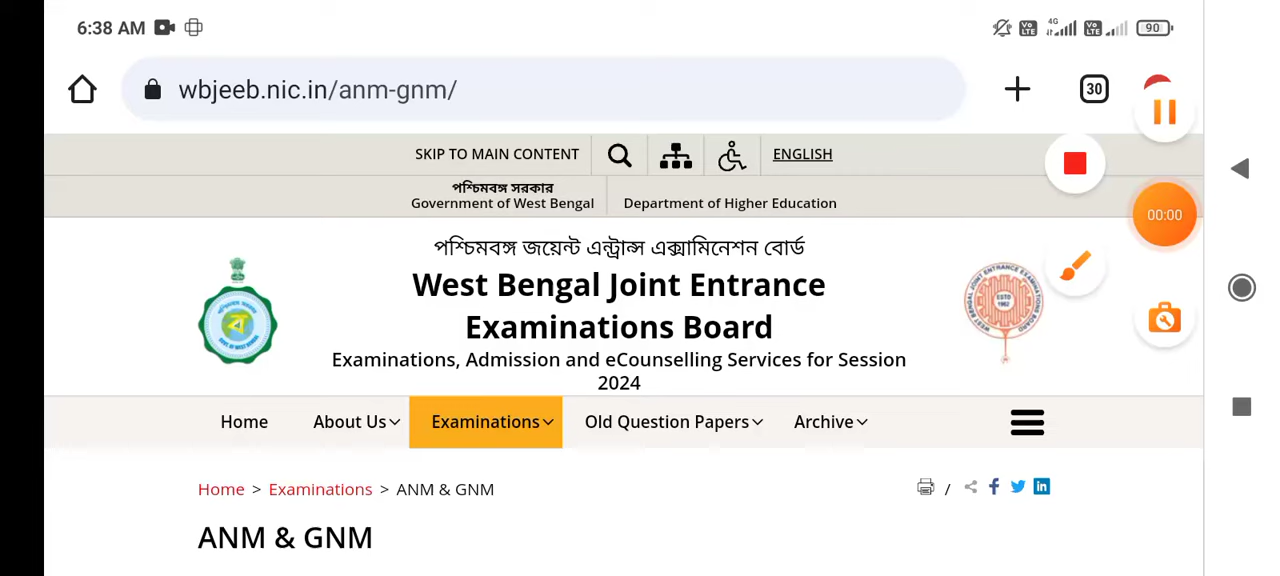 6:38 AM
4G
90
wbjeeb.nic.in/anm-gnm/
30
SKIP TO MAIN CONTENT
ENGLISH
পশ্চিমবঙ্গ সরকার
Government of West Bengal
Department of Higher Education
00:00
পশ্চিমবঙ্গ জয়েন্ট এন্ট্রান্স এক্সামিনেশন বোর্ড
West Bengal Joint Entrance
Examinations Board
Examinations, Admission and eCounselling Services for Session
2024
Home
About Us
Examinations
Old Question Papers
Archive
Home > Examinations > ANM & GNM
/
ANM & GNM